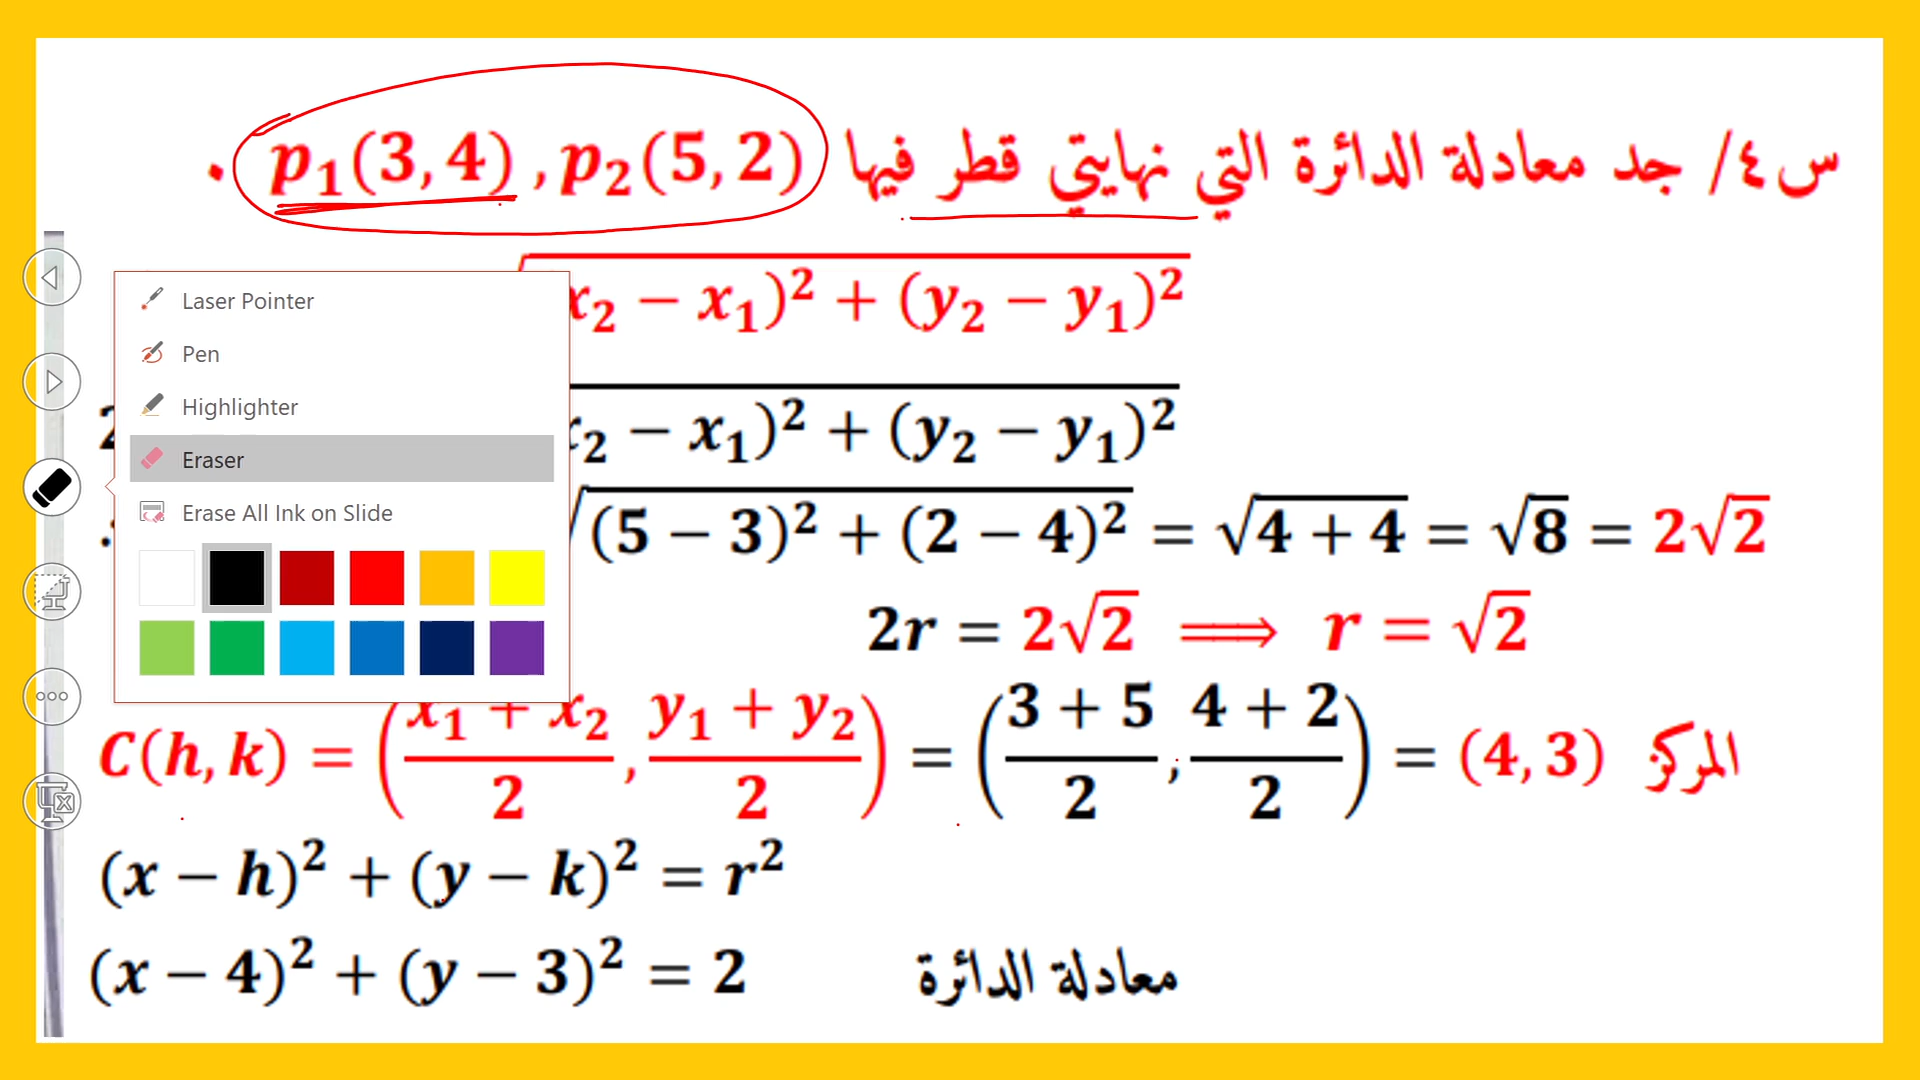 س٤/ جد معادلة الدائرة التي نهايتي قطر فيها p₁(3,4) , p₂(5,2) .
x₂ − x₁)² + (y₂ − y₁)²
2 x₂ − x₁)² + (y₂ − y₁)²
√(5 − 3)² + (2 − 4)² = √4 + 4 = √8 = 2√2
2r = 2√2 ⟹ r = √2
C(h, k) = (x₁ + x₂ / 2 , y₁ + y₂ / 2) = (3 + 5 / 2 , 4 + 2 / 2) = (4, 3) المركز
(x − h)² + (y − k)² = r²
(x − 4)² + (y − 3)² = 2 معادلة الدائرة
Laser Pointer
Pen
Highlighter
Eraser
Erase All Ink on Slide